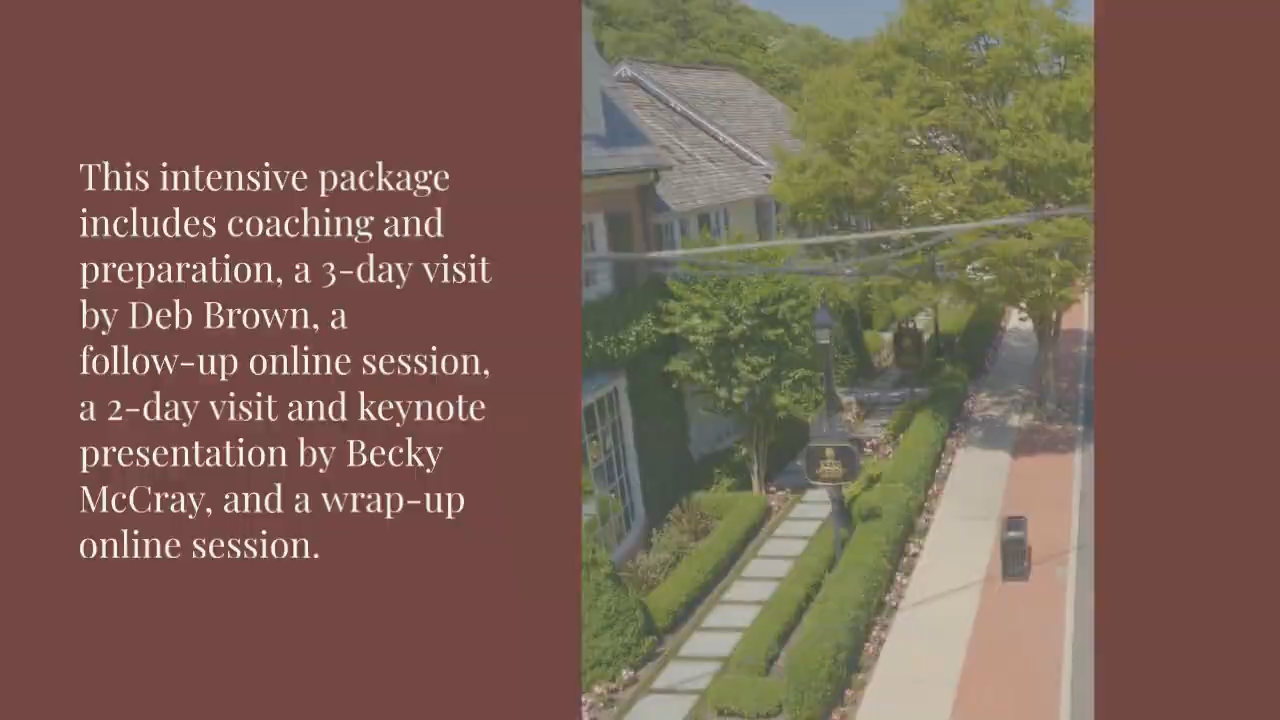 This intensive package
includes coaching and
preparation, a 3-day visit
by Deb Brown, a
follow-up online session,
a 2-day visit and keynote
presentation by Becky
McCray, and a wrap-up
online session.